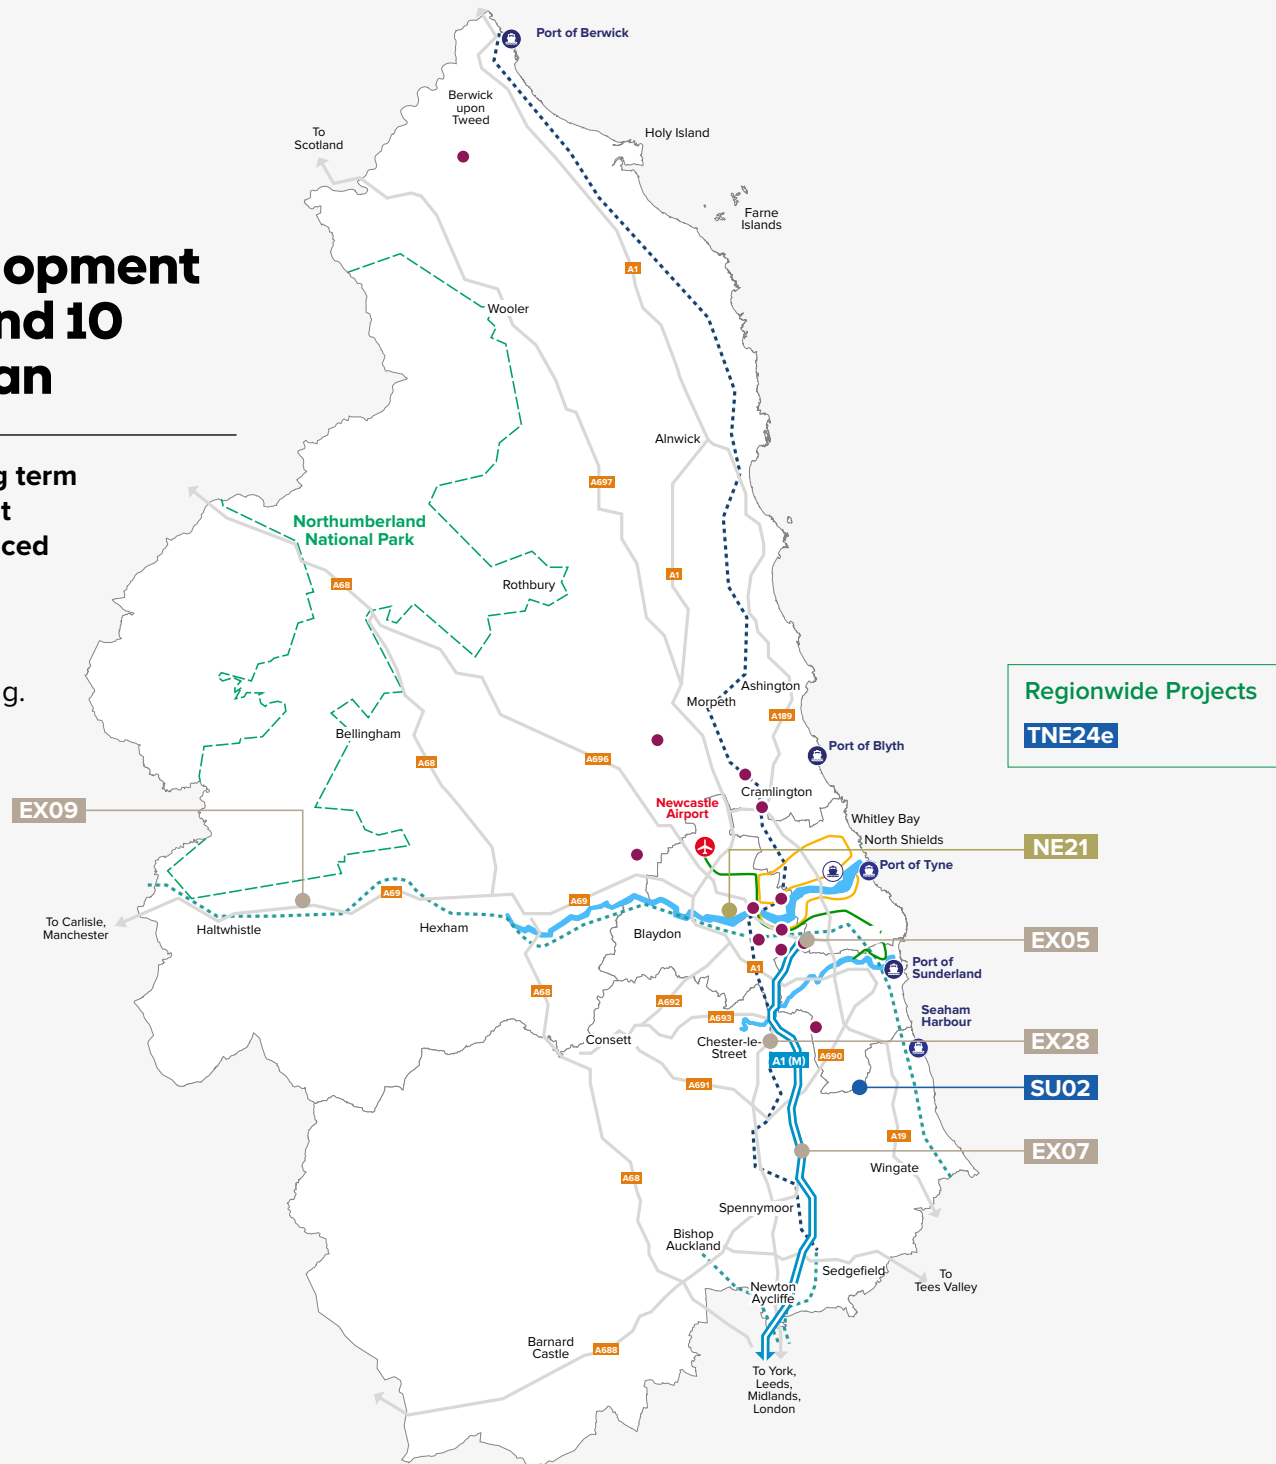 Port of Berwick
Berwick
upon
Tweed
To
Scotland
Holy Island
Farne
Islands
opment
nd 10
an
A1
Wooler
Alnwick
g term
t
ced
A697
Northumberland
National Park
A68
A1
Rothbury
g.
Regionwide Projects
TNE24e
Ashington
Morpeth
A189
Bellingham
A68
A696
Port of Blyth
Cramlington
Newcastle
Airport
EX09
Whitley Bay
North Shields
NE21
Port of Tyne
A69
A69
To Carlisle,
Manchester
Haltwhistle
Hexham
Blaydon
EX05
A1
Port of
Sunderland
A68
A692
A693
Seaham
Harbour
Consett
Chester-le-
Street
EX28
A1 (M)
A690
A691
SU02
A19
EX07
Wingate
A68
Spennymoor
Bishop
Auckland
Sedgefield
To
Tees Valley
Newton
Aycliffe
Barnard
Castle
A688
To York,
Leeds,
Midlands,
London